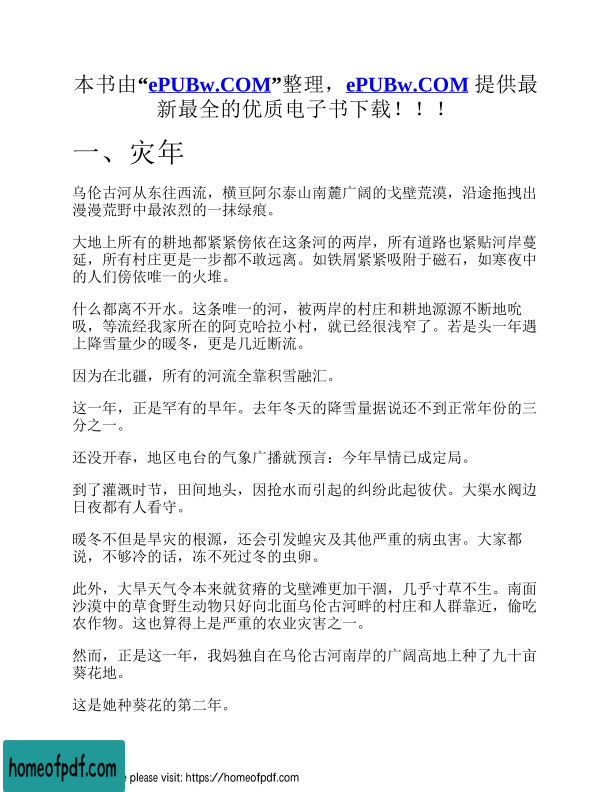 本书由“ePUBw.COM”整理，ePUBw.COM 提供最
新最全的优质电子书下载！！！
一、灾年
乌伦古河从东往西流，横亘阿尔泰山南麓广阔的戈壁荒漠，沿途拖拽出
漫漫荒野中最浓烈的一抹绿痕。
大地上所有的耕地都紧紧傍依在这条河的两岸，所有道路也紧贴河岸蔓
延，所有村庄更是一步都不敢远离。如铁屑紧紧吸附于磁石，如寒夜中
的人们傍依唯一的火堆。
什么都离不开水。这条唯一的河，被两岸的村庄和耕地源源不断地吮
吸，等流经我家所在的阿克哈拉小村，就已经很浅窄了。若是头一年遇
上降雪量少的暖冬，更是几近断流。
因为在北疆，所有的河流全靠积雪融汇。
这一年，正是罕有的旱年。去年冬天的降雪量据说还不到正常年份的三
分之一。
还没开春，地区电台的气象广播就预言：今年旱情已成定局。
到了灌溉时节，田间地头，因抢水而引起的纠纷此起彼伏。大渠水阀边
日夜都有人看守。
暖冬不但是旱灾的根源，还会引发蝗灾及其他严重的病虫害。大家都
说，不够冷的话，冻不死过冬的虫卵。
此外，大旱天气令本来就贫瘠的戈壁滩更加干涸，几乎寸草不生。南面
沙漠中的草食野生动物只好向北面乌伦古河畔的村庄和人群靠近，偷吃
农作物。这也算得上是严重的农业灾害之一。
然而，正是这一年，我妈独自在乌伦古河南岸的广阔高地上种了九十亩
葵花地。
这是她种葵花的第二年。
homeofpdf.com
e please visit: https://homeofpdf.com